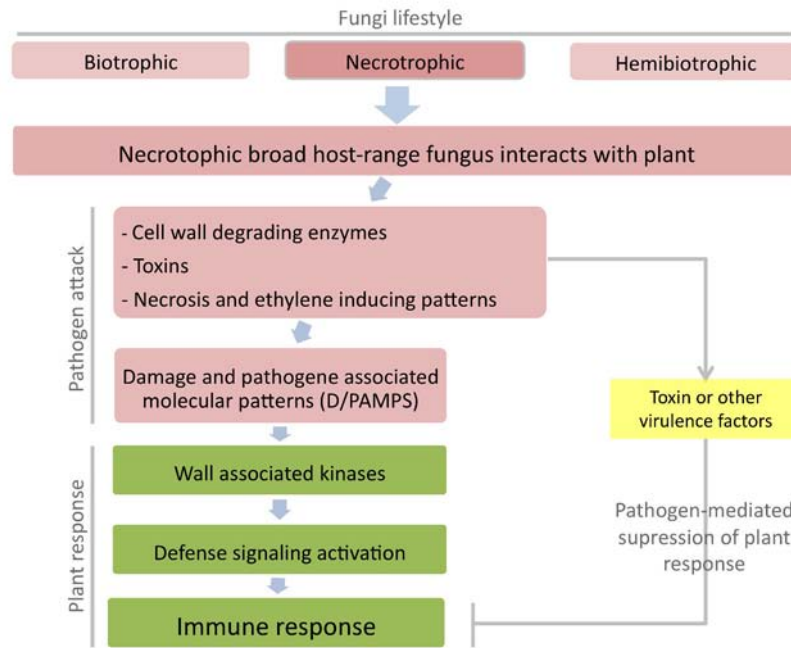 Fungi lifestyle
Biotrophic
Necrotrophic
Hemibiotrophic
Necrotophic broad host-range fungus interacts with plant
Pathogen attack
- Cell wall degrading enzymes
- Toxins
- Necrosis and ethylene inducing patterns
Damage and pathogene associated
molecular patterns (D/PAMPS)
Toxin or other
virulence factors
Plant response
Wall associated kinases
Defense signaling activation
Immune response
Pathogen-mediated
supression of plant
response